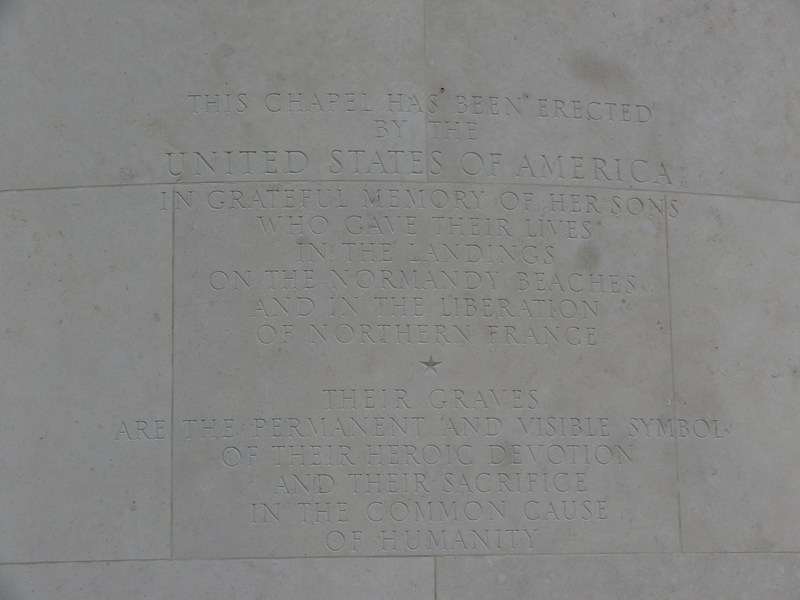 THIS CHAPEL HAS BEEN ERECTED
BY THE
UNITED STATES OF AMERICA
IN GRATEFUL MEMORY OF HER SONS
WHO GAVE THEIR LIVES
IN THE LANDINGS
ON THE NORMANDY BEACHES
AND IN THE LIBERATION
OF NORTHERN FRANCE
THEIR GRAVES
ARE THE PERMANENT AND VISIBLE SYMBOL
OF THEIR HEROIC DEVOTION
AND THEIR SACRIFICE
IN THE COMMON CAUSE
OF HUMANITY